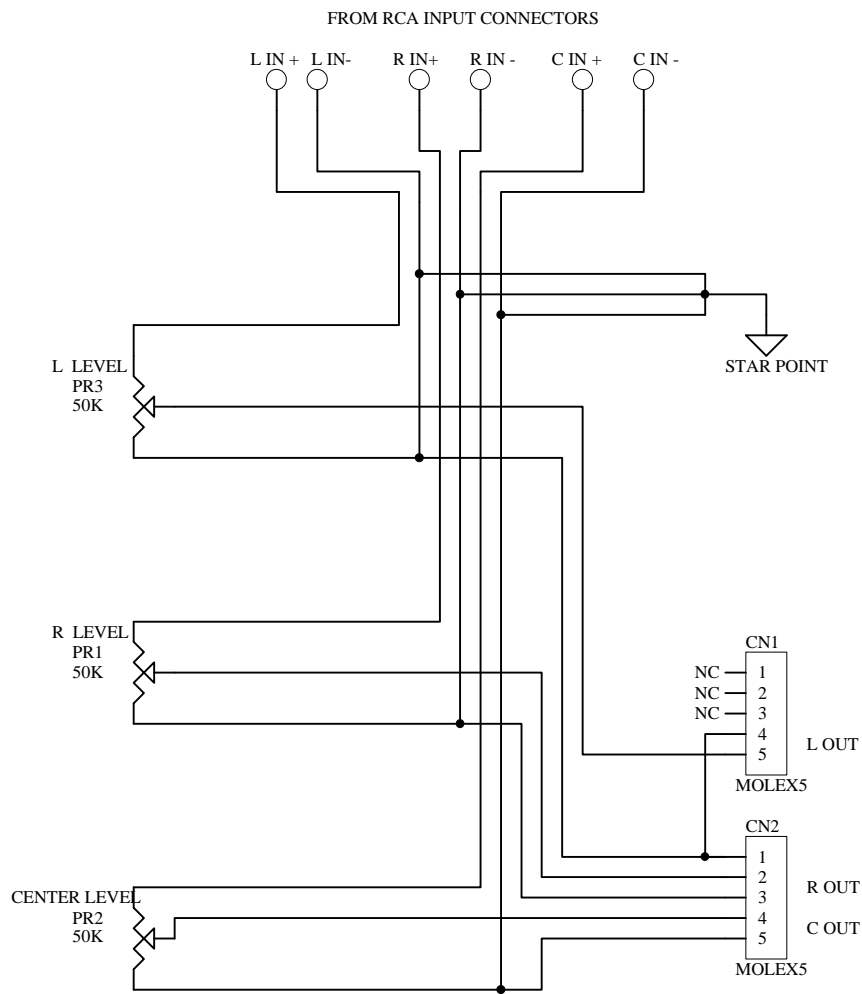 FROM RCA INPUT CONNECTORS
L IN + L IN- R IN+ R IN - C IN + C IN -
STAR POINT
L LEVEL
PR3
50K
R LEVEL
PR1
50K
CN1
NC 1
NC 2
NC 3
4
5
L OUT
MOLEX5
CN2
1
2
3
4
5
R OUT
C OUT
MOLEX5
CENTER LEVEL
PR2
50K